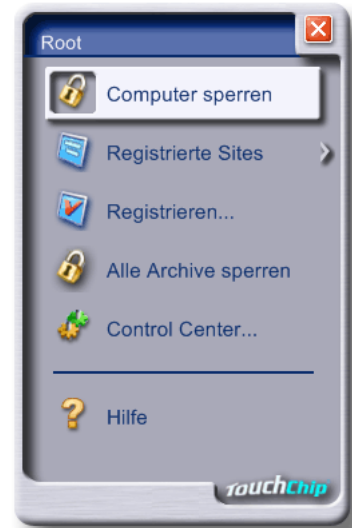 Root
Computer sperren
Registrierte Sites
Registrieren...
Alle Archive sperren
Control Center...
Hilfe
TouchChip